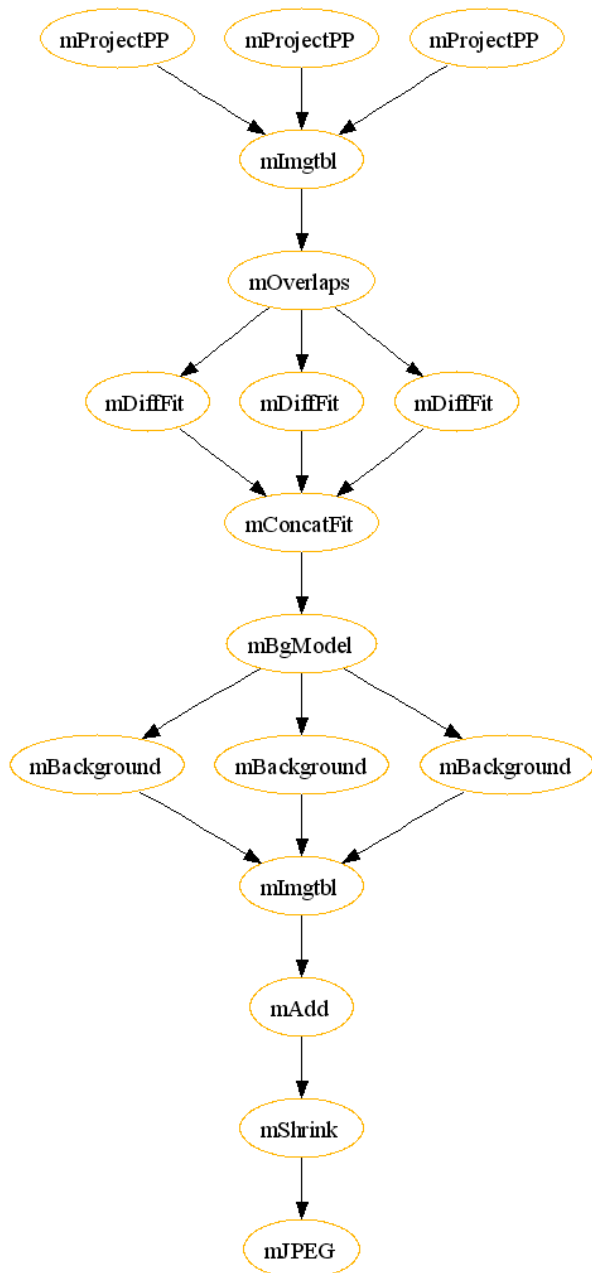 mProjectPP mProjectPP mProjectPP
mImgtbl
mOverlaps
mDiffFit mDiffFit mDiffFit
mConcatFit
mBgModel
mBackground mBackground mBackground
mImgtbl
mAdd
mShrink
mJPEG